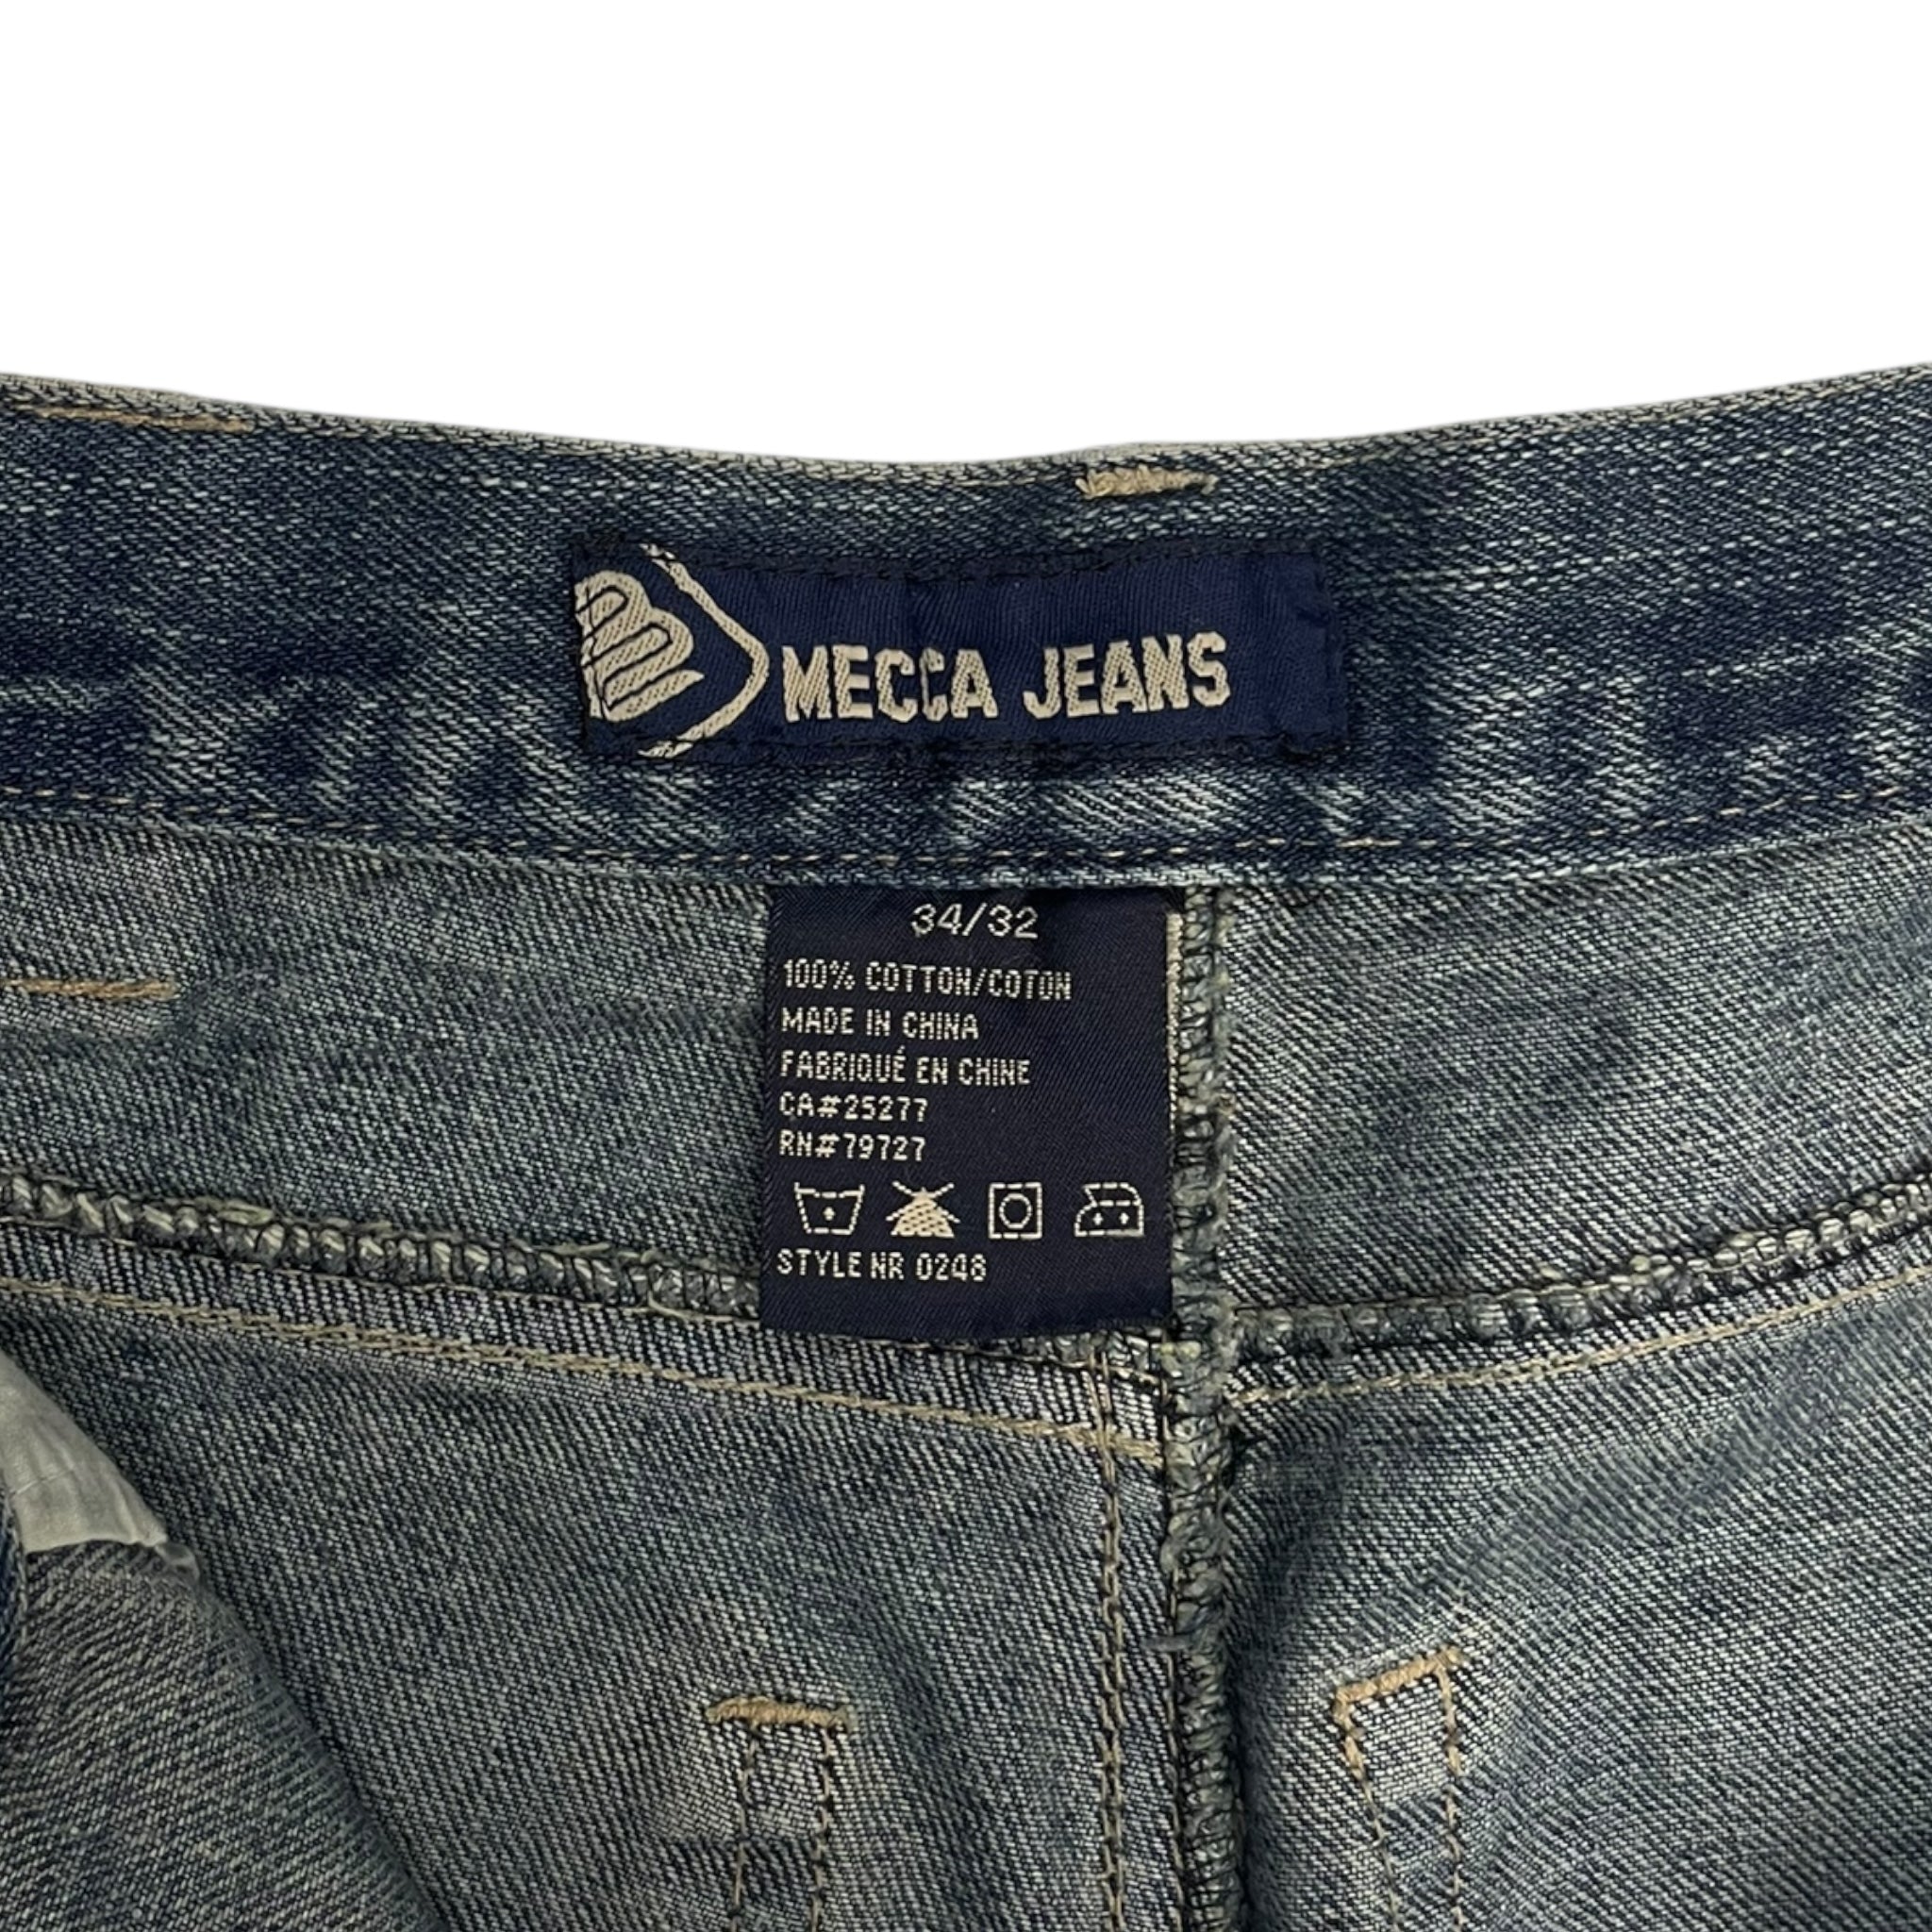 MECCA JEANS
34/32
100% COTTON/COTON
MADE IN CHINA
FABRIQUÉ EN CHINE
CA#25277
RN#79727
STYLE NR 0248